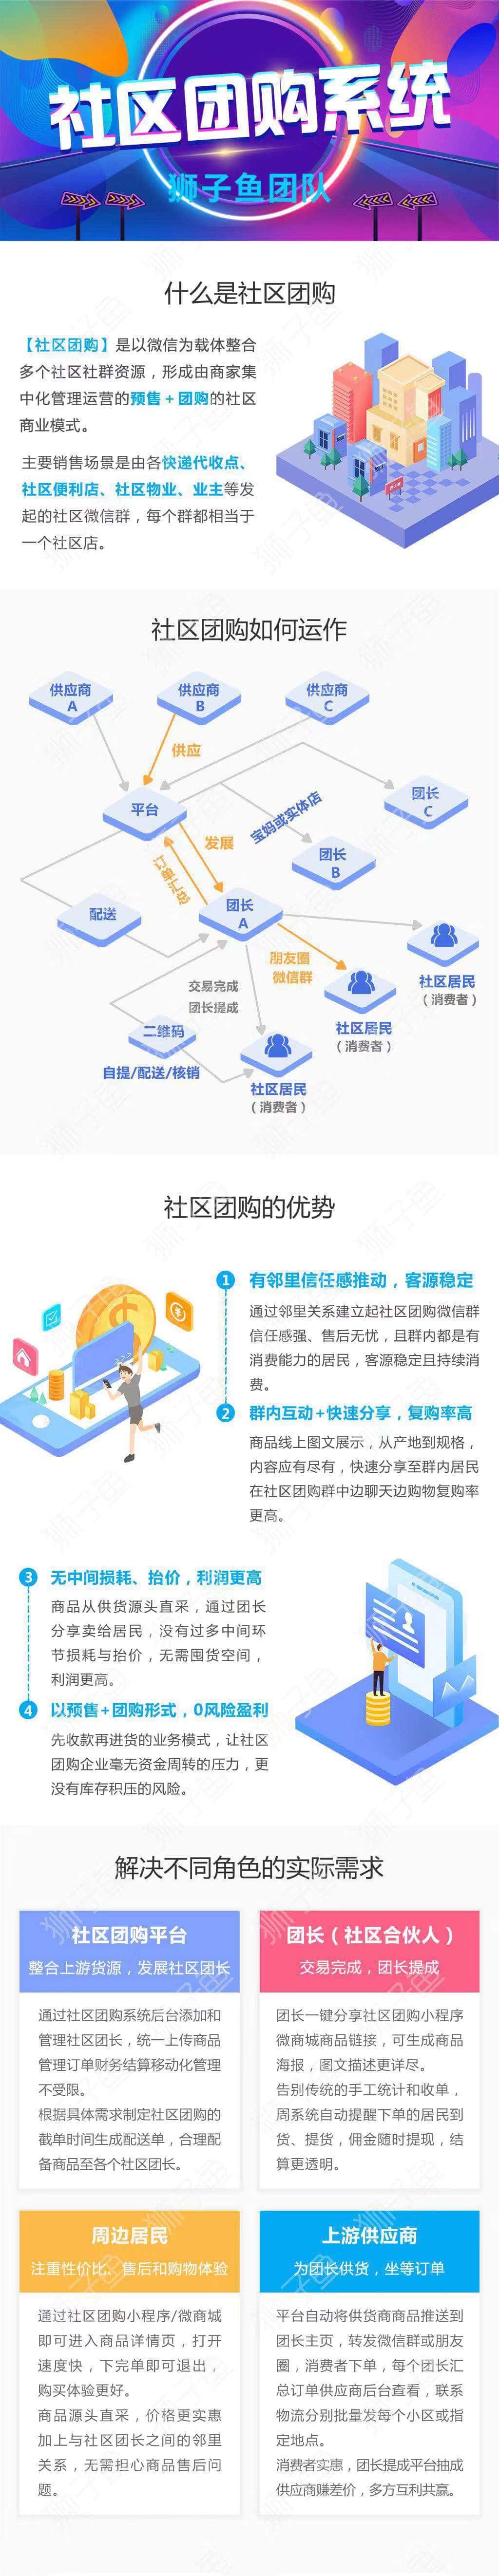 社区团购系统
狮子鱼团队
什么是社区团购
【社区团购】是以微信为载体整合
多个社区社群资源，形成由商家集
中化管理运营的预售+团购的社区
商业模式。
主要销售场景是由各快递代收点、
社区便利店、社区物业、业主等发
起的社区微信群，每个群都相当于
一个社区店。
社区团购如何运作
供应商
A
供应商
B
供应商
C
供应
平台
团长
C
宝妈或实体店
发展
订单汇总
团长
B
配送
团长
A
朋友圈
微信群
社区居民
（消费者）
交易完成
团长提成
社区居民
（消费者）
二维码
自提/配送/核销
社区居民
（消费者）
社区团购的优势
1
有邻里信任感推动，客源稳定
通过邻里关系建立起社区团购微信群
信任感强、售后无忧，且群内都是有
消费能力的居民，客源稳定且持续消
费。
2
群内互动+快速分享，复购率高
商品线上图文展示，从产地到规格，
内容应有尽有，快速分享至群内居民
在社区团购群中边聊天边购物复购率
更高。
3
无中间损耗、抬价，利润更高
商品从供货源头直采，通过团长
分享卖给居民，没有过多中间环
节损耗与抬价，无需囤货空间，
利润更高。
4
以预售+团购形式，0风险盈利
先收款再进货的业务模式，让社区
团购企业毫无资金周转的压力，更
没有库存积压的风险。
解决不同角色的实际需求
社区团购平台
整合上游货源，发展社区团长
通过社区团购系统后台添加和
管理社区团长，统一上传商品
管理订单财务结算移动化管理
不受限。
根据具体需求制定社区团购的
截单时间生成配送单，合理配
备商品至各个社区团长。
团长（社区合伙人）
交易完成，团长提成
团长一键分享社区团购小程序
微商城商品链接，可生成商品
海报，图文描述更详尽。
告别传统的手工统计和收单，
周系统自动提醒下单的居民到
货、提货，佣金随时提现，结
算更透明。
周边居民
注重性价比、售后和购物体验
通过社区团购小程序/微商城
即可进入商品详情页，打开
速度快，下完单即可退出，
购买体验更好。
商品源头直采，价格更实惠
加上与社区团长之间的邻里
关系，无需担心商品售后问
题。
上游供应商
为团长供货，坐等订单
平台自动将供货商商品推送到
团长主页，转发微信群或朋友
圈，消费者下单，每个团长汇
总订单供应商后台查看，联系
物流分别批量发每个小区或指
定地点。
消费者实惠，团长提成平台抽成
供应商赚差价，多方互利共赢。
狮子鱼